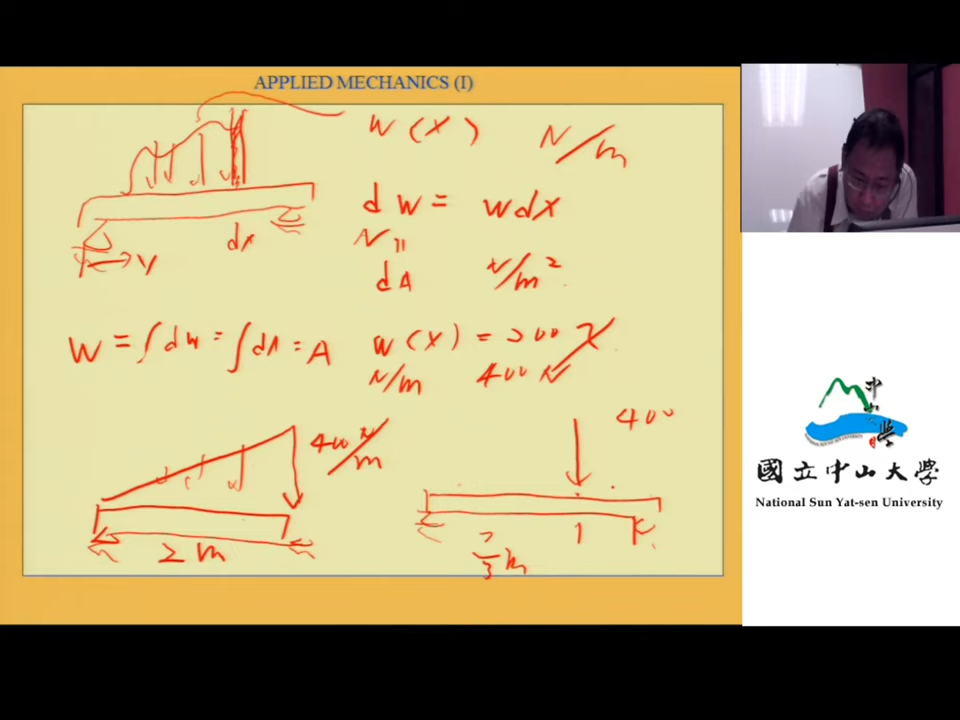 APPLIED MECHANICS (I)
w (x) N/m
dW = w dx
N
dx
dA N/m²
W = ∫dW = ∫dA = A
w (x) = 200 x
N/m 400 N
400 N/m
400
2 m
1
國立中山大學
National Sun Yat-sen University